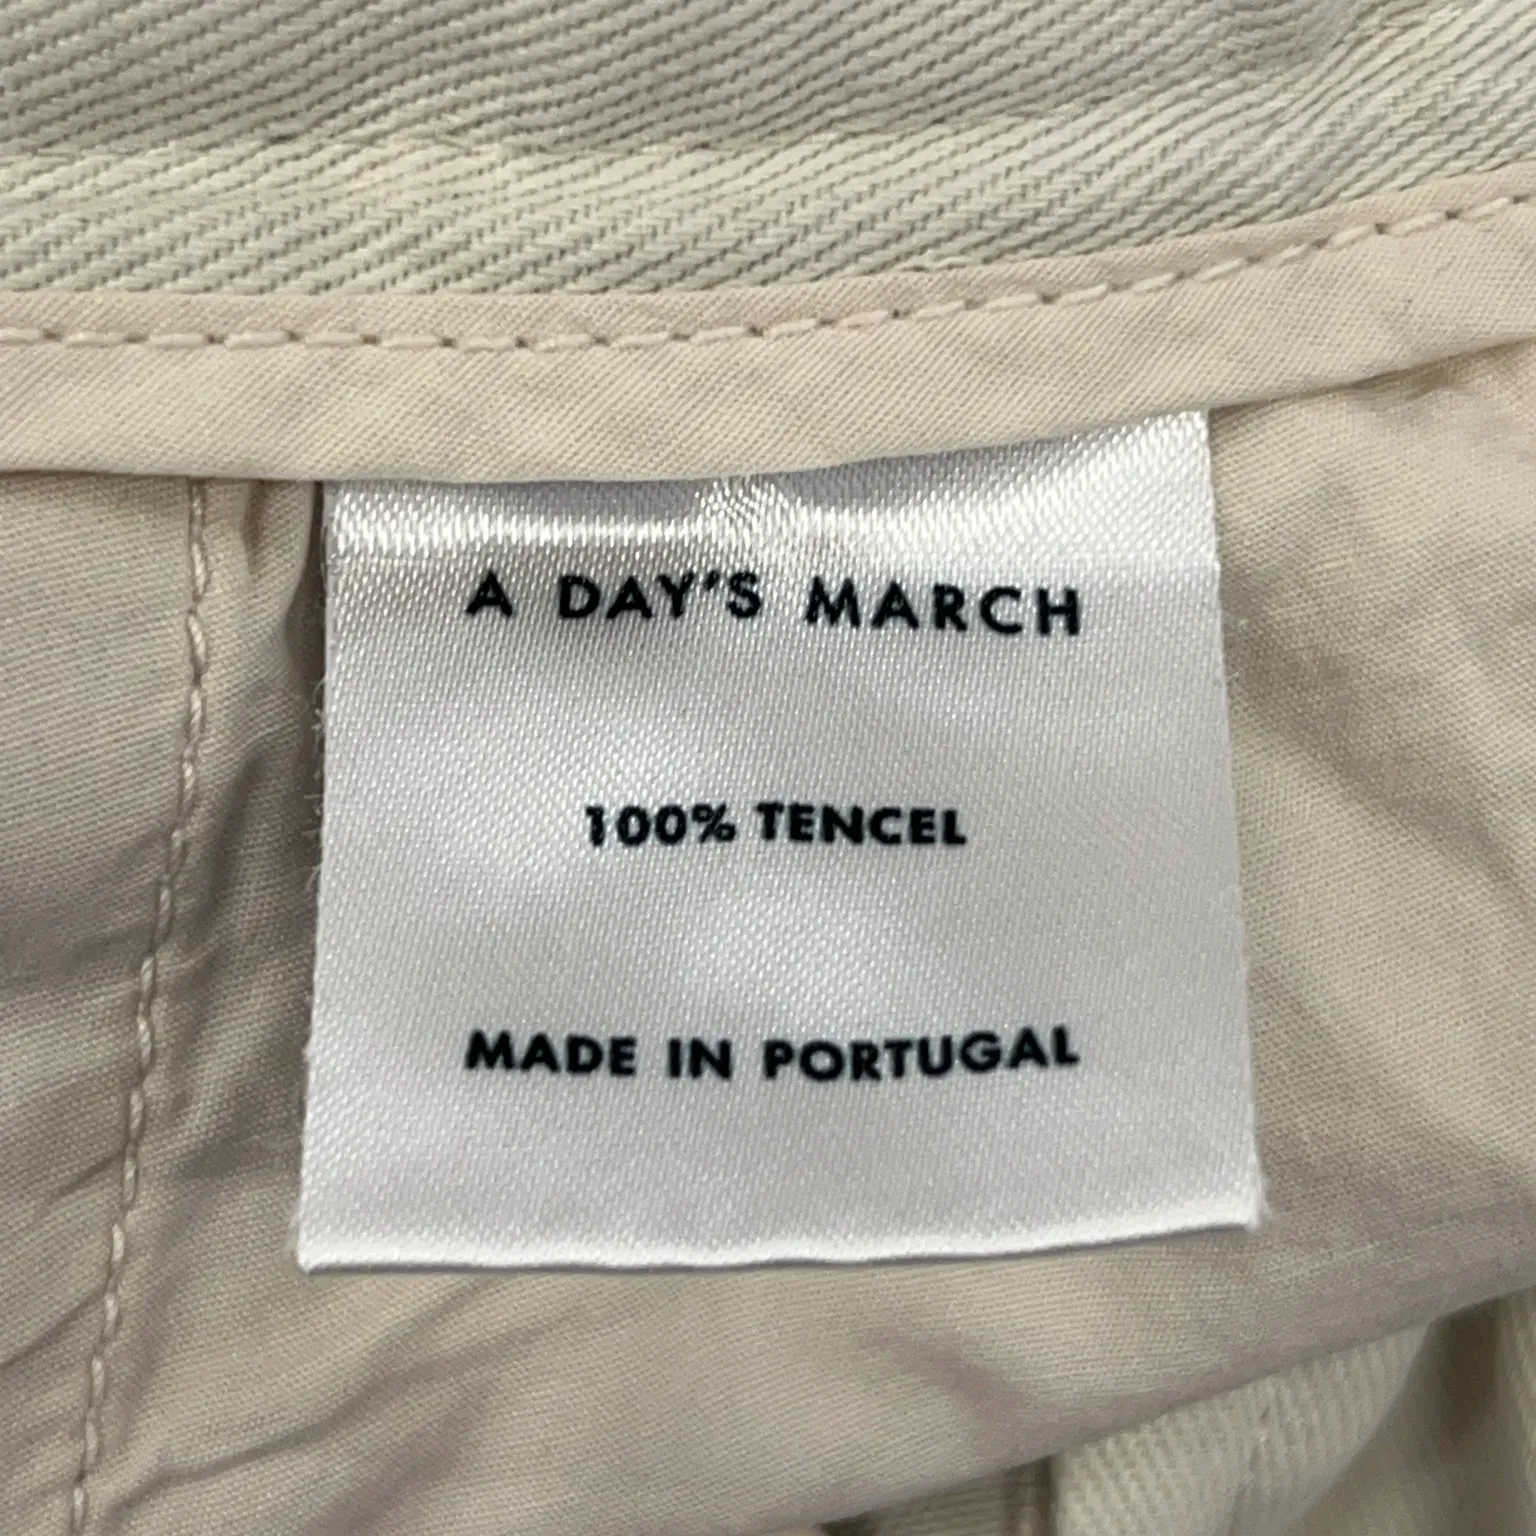 A DAY'S MARCH
100% TENCEL
MADE IN PORTUGAL